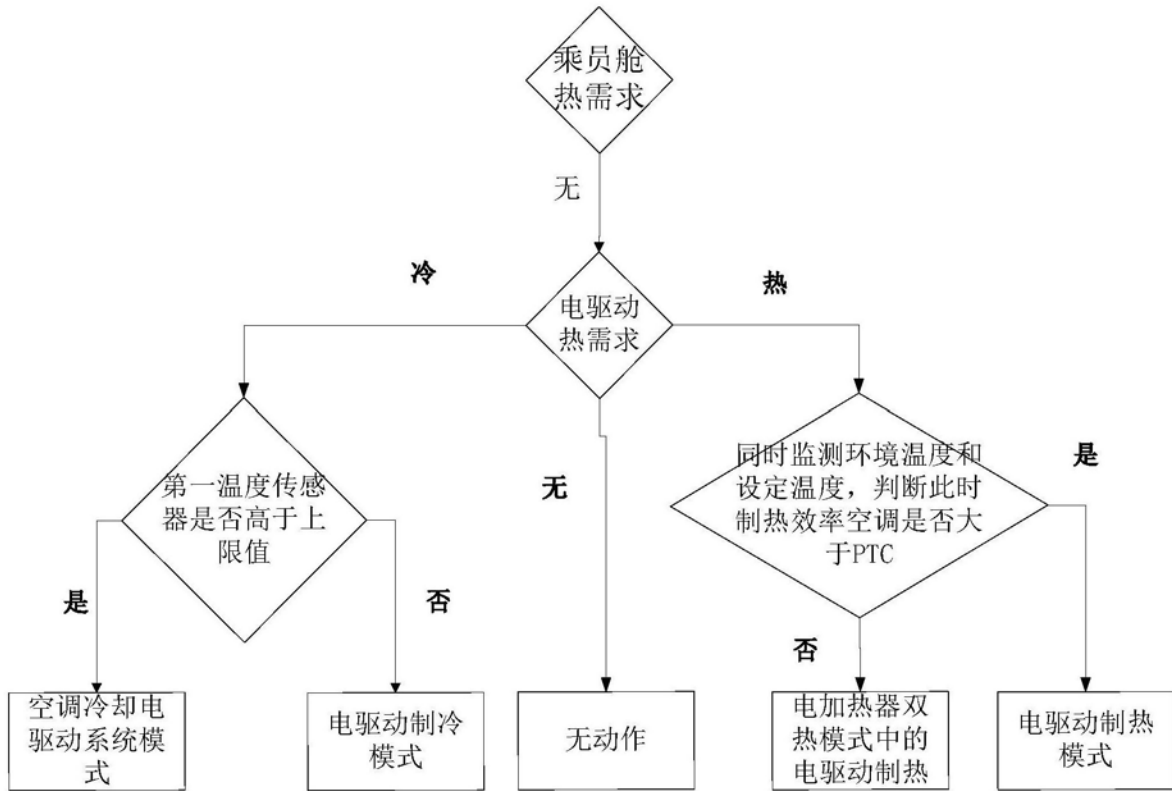 乘员舱
热需求
无
冷
热
电驱动
热需求
第一温度传感
器是否高于上
限值
无
同时监测环境温度和
设定温度，判断此时
制热效率空调是否大
于PTC
是
是
否
否
空调冷却电
驱动系统模
式
电驱动制冷
模式
无动作
电加热器双
热模式中的
电驱动制热
电驱动制热
模式